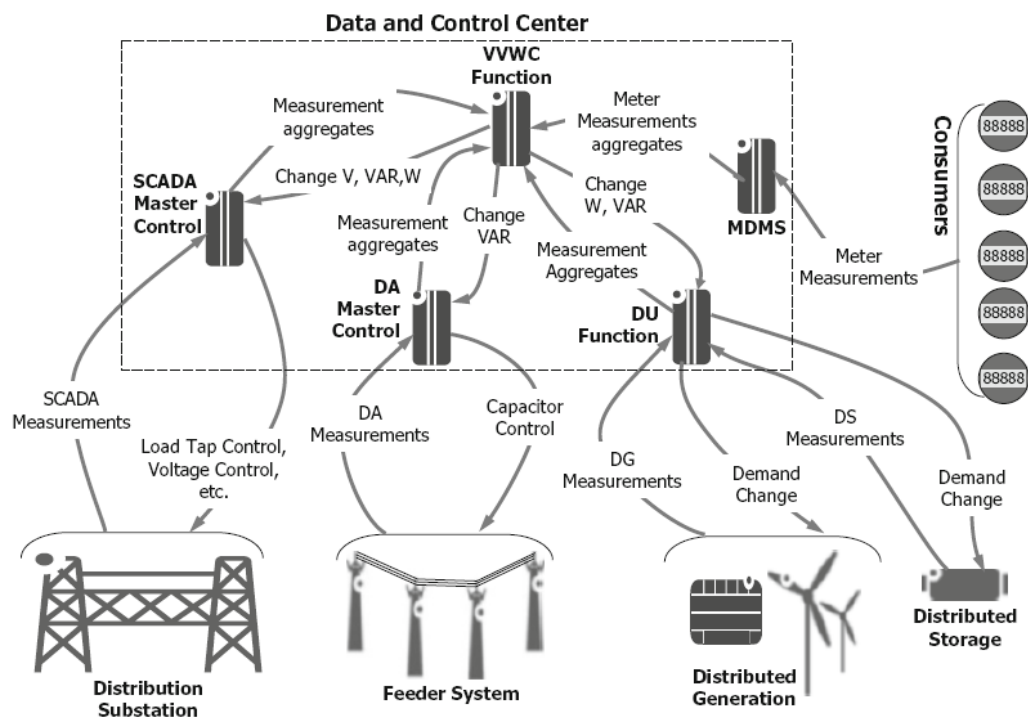 Data and Control Center
VVWC
Function
Measurement
aggregates
Meter
Measurements
aggregates
Consumers
88888
88888
88888
88888
88888
SCADA
Master
Control
Change V, VAR,W
Change
W, VAR
MDMS
Measurement
aggregates
Change
VAR
Measurement
Aggregates
Meter
Measurements
DA
Master
Control
DU
Function
SCADA
Measurements
Load Tap Control,
Voltage Control,
etc.
DA
Measurements
Capacitor
Control
DG
Measurements
Demand
Change
DS
Measurements
Demand
Change
Distribution
Substation
Feeder System
Distributed
Generation
Distributed
Storage